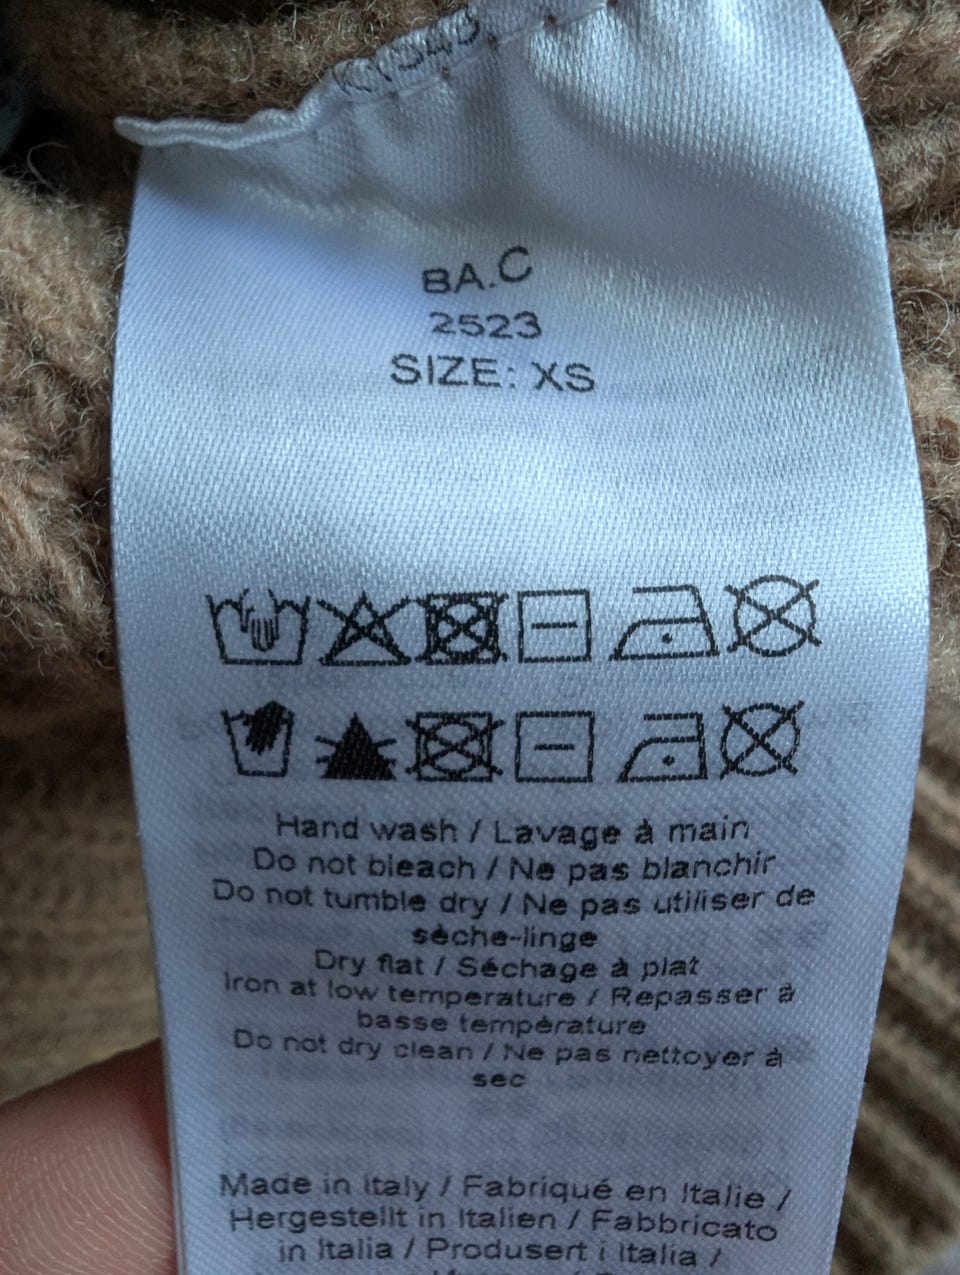 BA.C
2523
SIZE: XS
Hand wash / Lavage à main
Do not bleach / Ne pas blanchir
Do not tumble dry / Ne pas utiliser de
sèche-linge
Dry flat / Séchage à plat
Iron at low temperature / Repasser à
basse température
Do not dry clean / Ne pas nettoyer à
sec
Made in Italy / Fabriqué en Italie /
Hergestellt in Italien / Fabbricato
in Italia / Produsert i Italia /